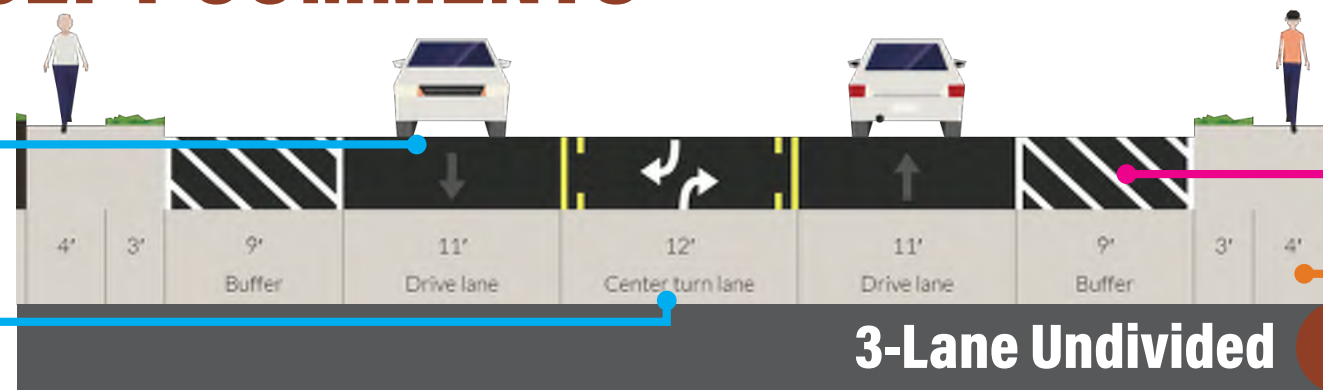 COMMENTS
4' 3' 9' 11' 12' 11' 9' 3' 4'
Buffer Drive lane Center turn lane Drive lane Buffer
3-Lane Undivided